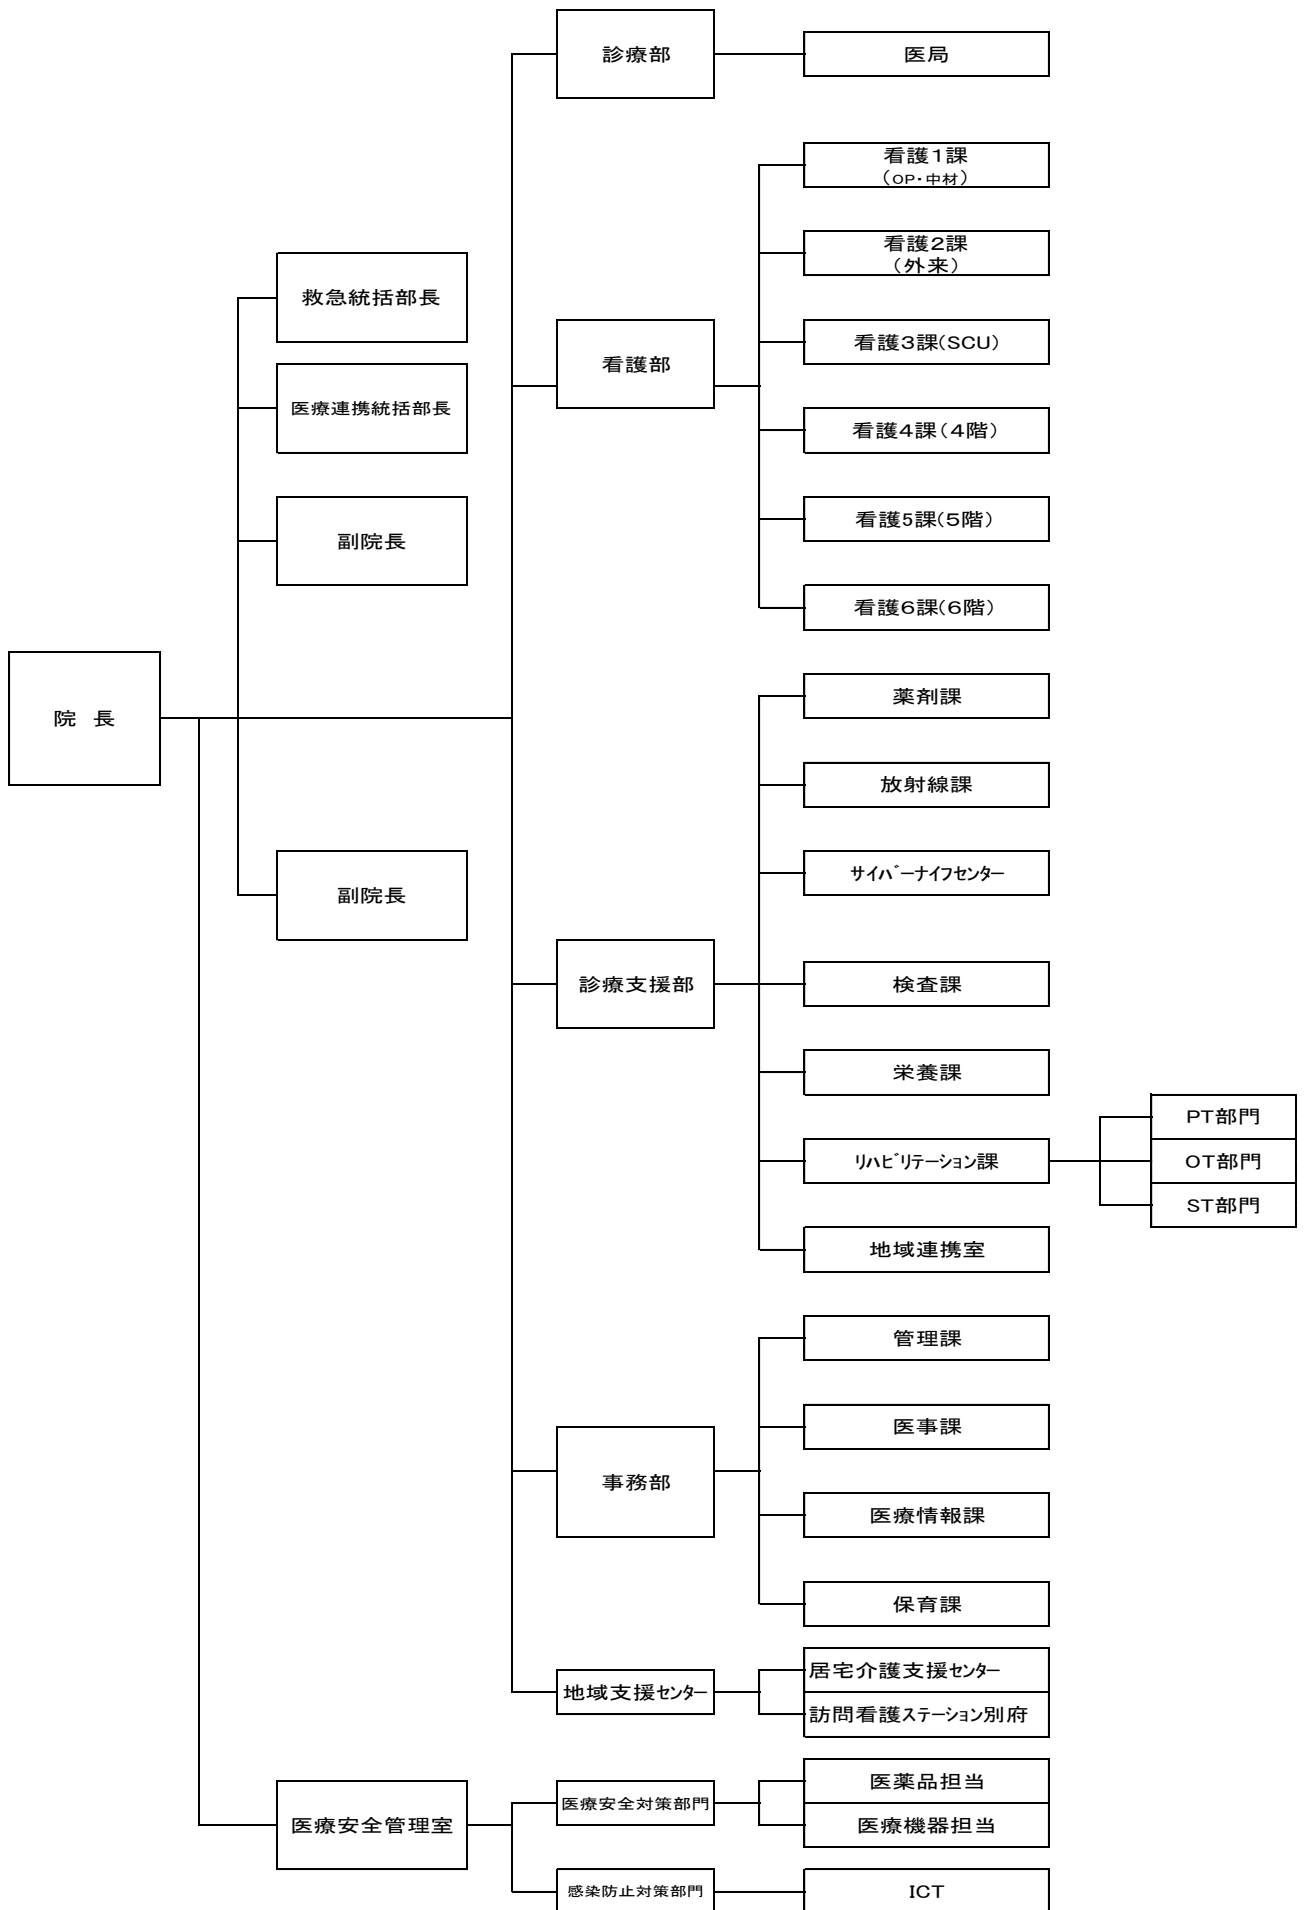 診療部
医局
看護1課
（OP・中材）
看護2課
（外来）
救急統括部長
看護部
看護3課（SCU）
医療連携統括部長
看護4課（4階）
副院長
看護5課（5階）
看護6課（6階）
院　長
薬剤課
放射線課
副院長
サイバーナイフセンター
診療支援部
検査課
栄養課
リハビリテーション課
PT部門
OT部門
ST部門
地域連携室
管理課
医事課
事務部
医療情報課
保育課
地域支援センター
居宅介護支援センター
訪問看護ステーション別府
医療安全管理室
医療安全対策部門
医薬品担当
医療機器担当
感染防止対策部門
ICT